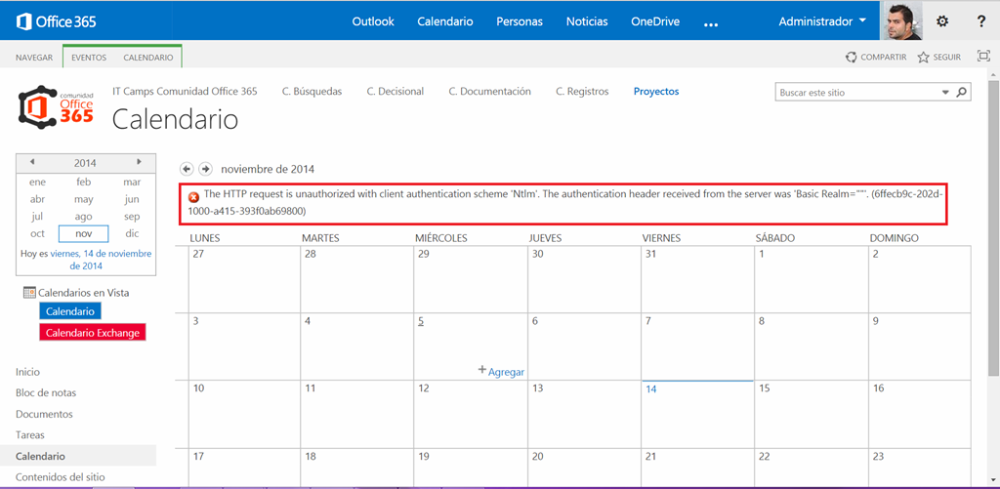 Office 365
Outlook Calendario Personas Noticias OneDrive ... Administrador ?
NAVEGAR EVENTOS CALENDARIO COMPARTIR SEGUIR
comunidad
Office
365
IT Camps Comunidad Office 365 C. Búsquedas C. Decisional C. Documentación C. Registros Proyectos
Buscar este sitio
Calendario
2014
ene feb mar
abr may jun
jul ago sep
oct nov dic
Hoy es viernes, 14 de noviembre
de 2014
Calendarios en Vista
Calendario
Calendario Exchange
Inicio
Bloc de notas
Documentos
Tareas
Calendario
Contenidos del sitio
noviembre de 2014
The HTTP request is unauthorized with client authentication scheme 'Ntlm'. The authentication header received from the server was 'Basic Realm=""'. (6ffecb9c-202d-
1000-a415-393f0ab69800)
LUNES MARTES MIÉRCOLES JUEVES VIERNES SÁBADO DOMINGO
27 28 29 30 31 1 2
3 4 5 6 7 8 9
+ Agregar
10 11 12 13 14 15 16
17 18 19 20 21 22 23